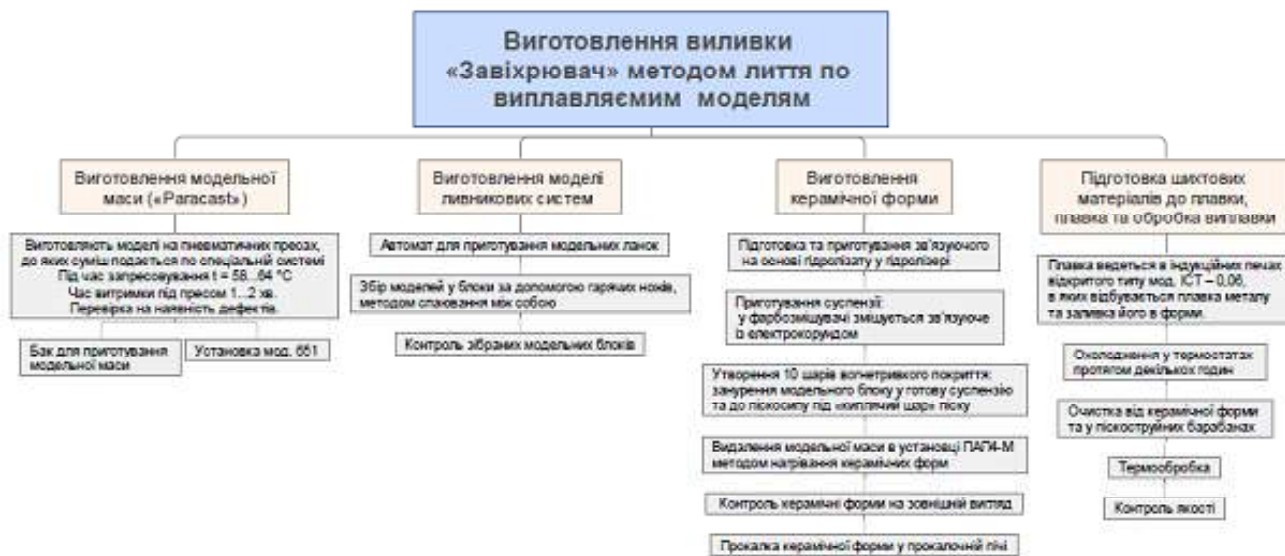 Виготовлення виливки
«Завіхрювач» методом лиття по
виплавляємим моделям
Виготовлення модельної
маси («Paracast»)
Виготовляють моделі на пневматичних пресах,
до яких суміш подається по спеціальній системі
Під час запресовування t = 58...64 °C
Час витримки під пресом 1...2 хв.
Перевірка на наявність дефектів.
Бак для приготування
модельної маси
Установка мод. 651
Виготовлення моделі
ливникових систем
Автомат для приготування модельних ланок
Збір моделей у блоки за допомогою гарячих ножів,
методом спаювання між собою
Контроль зібраних модельних блоків
Виготовлення
керамічної форми
Підготовка та приготування зв'язуючого
на основі гідролізату у гідролізері
Приготування суспензії:
у фарбозмішувачі змішується зв'язуюче
із електрокорундом
Утворення 10 шарів вогнетривкого покриття:
занурення модельного блоку у готову суспензію
та до піскосипу під «киплячий шар» піску
Видалення модельної маси в установці ПАП4-М
методом нагрівання керамічних форм
Контроль керамічні форми на зовнішній вигляд
Прокалка керамічної форми у прокалочній пічі
Підготовка шихтових
матеріалів до плавки,
плавка та обробка виплавки
Плавка ведеться в індукційних печах
відкритого типу мод. ІСТ – 0,06,
в яких відбувається плавка металу
та заливка його в форми.
Охолодження у термостатах
протягом декількох годин
Очистка від керамічної форми
та у піскоструйних барабанах
Термообробка
Контроль якості